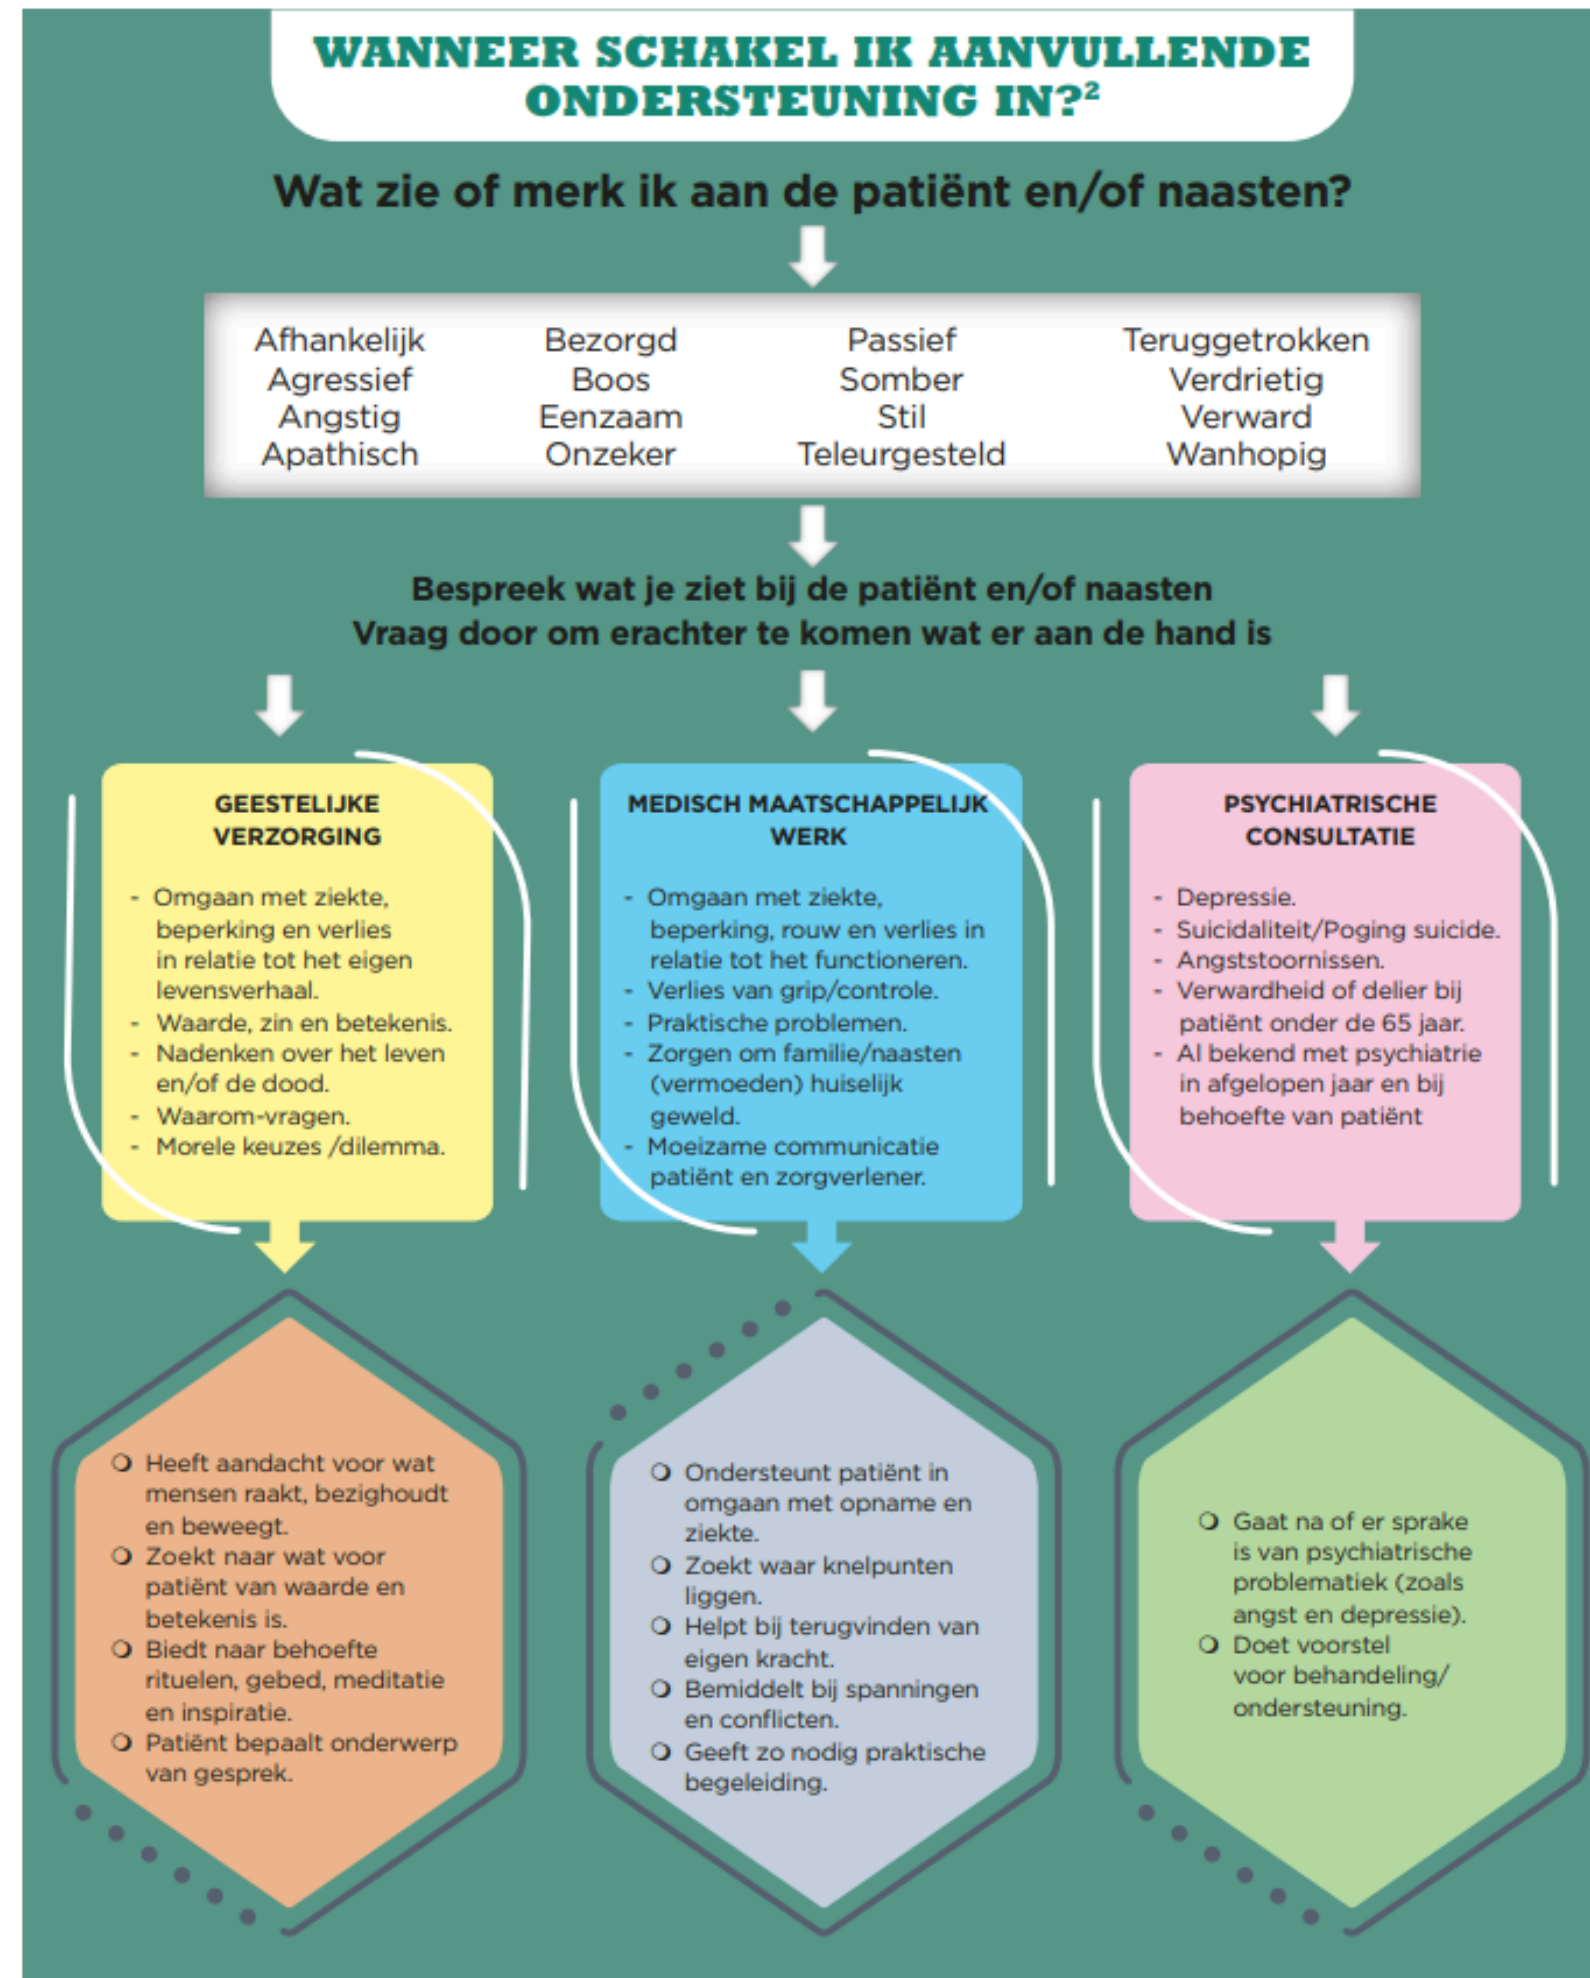 WANNEER SCHAKEL IK AANVULLENDE
ONDERSTEUNING IN?²
Wat zie of merk ik aan de patiënt en/of naasten?
Afhankelijk
Agressief
Angstig
Apathisch
Bezorgd
Boos
Eenzaam
Onzeker
Passief
Somber
Stil
Teleurgesteld
Teruggetrokken
Verdrietig
Verward
Wanhopig
Bespreek wat je ziet bij de patiënt en/of naasten
Vraag door om erachter te komen wat er aan de hand is
GEESTELIJKE
VERZORGING
- Omgaan met ziekte,
beperking en verlies
in relatie tot het eigen
levensverhaal.
- Waarde, zin en betekenis.
- Nadenken over het leven
en/of de dood.
- Waarom-vragen.
- Morele keuzes /dilemma.
MEDISCH MAATSCHAPPELIJK
WERK
- Omgaan met ziekte,
beperking, rouw en verlies in
relatie tot het functioneren.
- Verlies van grip/controle.
- Praktische problemen.
- Zorgen om familie/naasten
(vermoeden) huiselijk
geweld.
- Moeizame communicatie
patiënt en zorgverlener.
PSYCHIATRISCHE
CONSULTATIE
- Depressie.
- Suicidaliteit/Poging suicide.
- Angststoornissen.
- Verwardheid of delier bij
patiënt onder de 65 jaar.
- Al bekend met psychiatrie
in afgelopen jaar en bij
behoefte van patiënt
❍ Heeft aandacht voor wat
mensen raakt, bezighoudt
en beweegt.
❍ Zoekt naar wat voor
patiënt van waarde en
betekenis is.
❍ Biedt naar behoefte
rituelen, gebed, meditatie
en inspiratie.
❍ Patiënt bepaalt onderwerp
van gesprek.
❍ Ondersteunt patiënt in
omgaan met opname en
ziekte.
❍ Zoekt waar knelpunten
liggen.
❍ Helpt bij terugvinden van
eigen kracht.
❍ Bemiddelt bij spanningen
en conflicten.
❍ Geeft zo nodig praktische
begeleiding.
❍ Gaat na of er sprake
is van psychiatrische
problematiek (zoals
angst en depressie).
❍ Doet voorstel
voor behandeling/
ondersteuning.